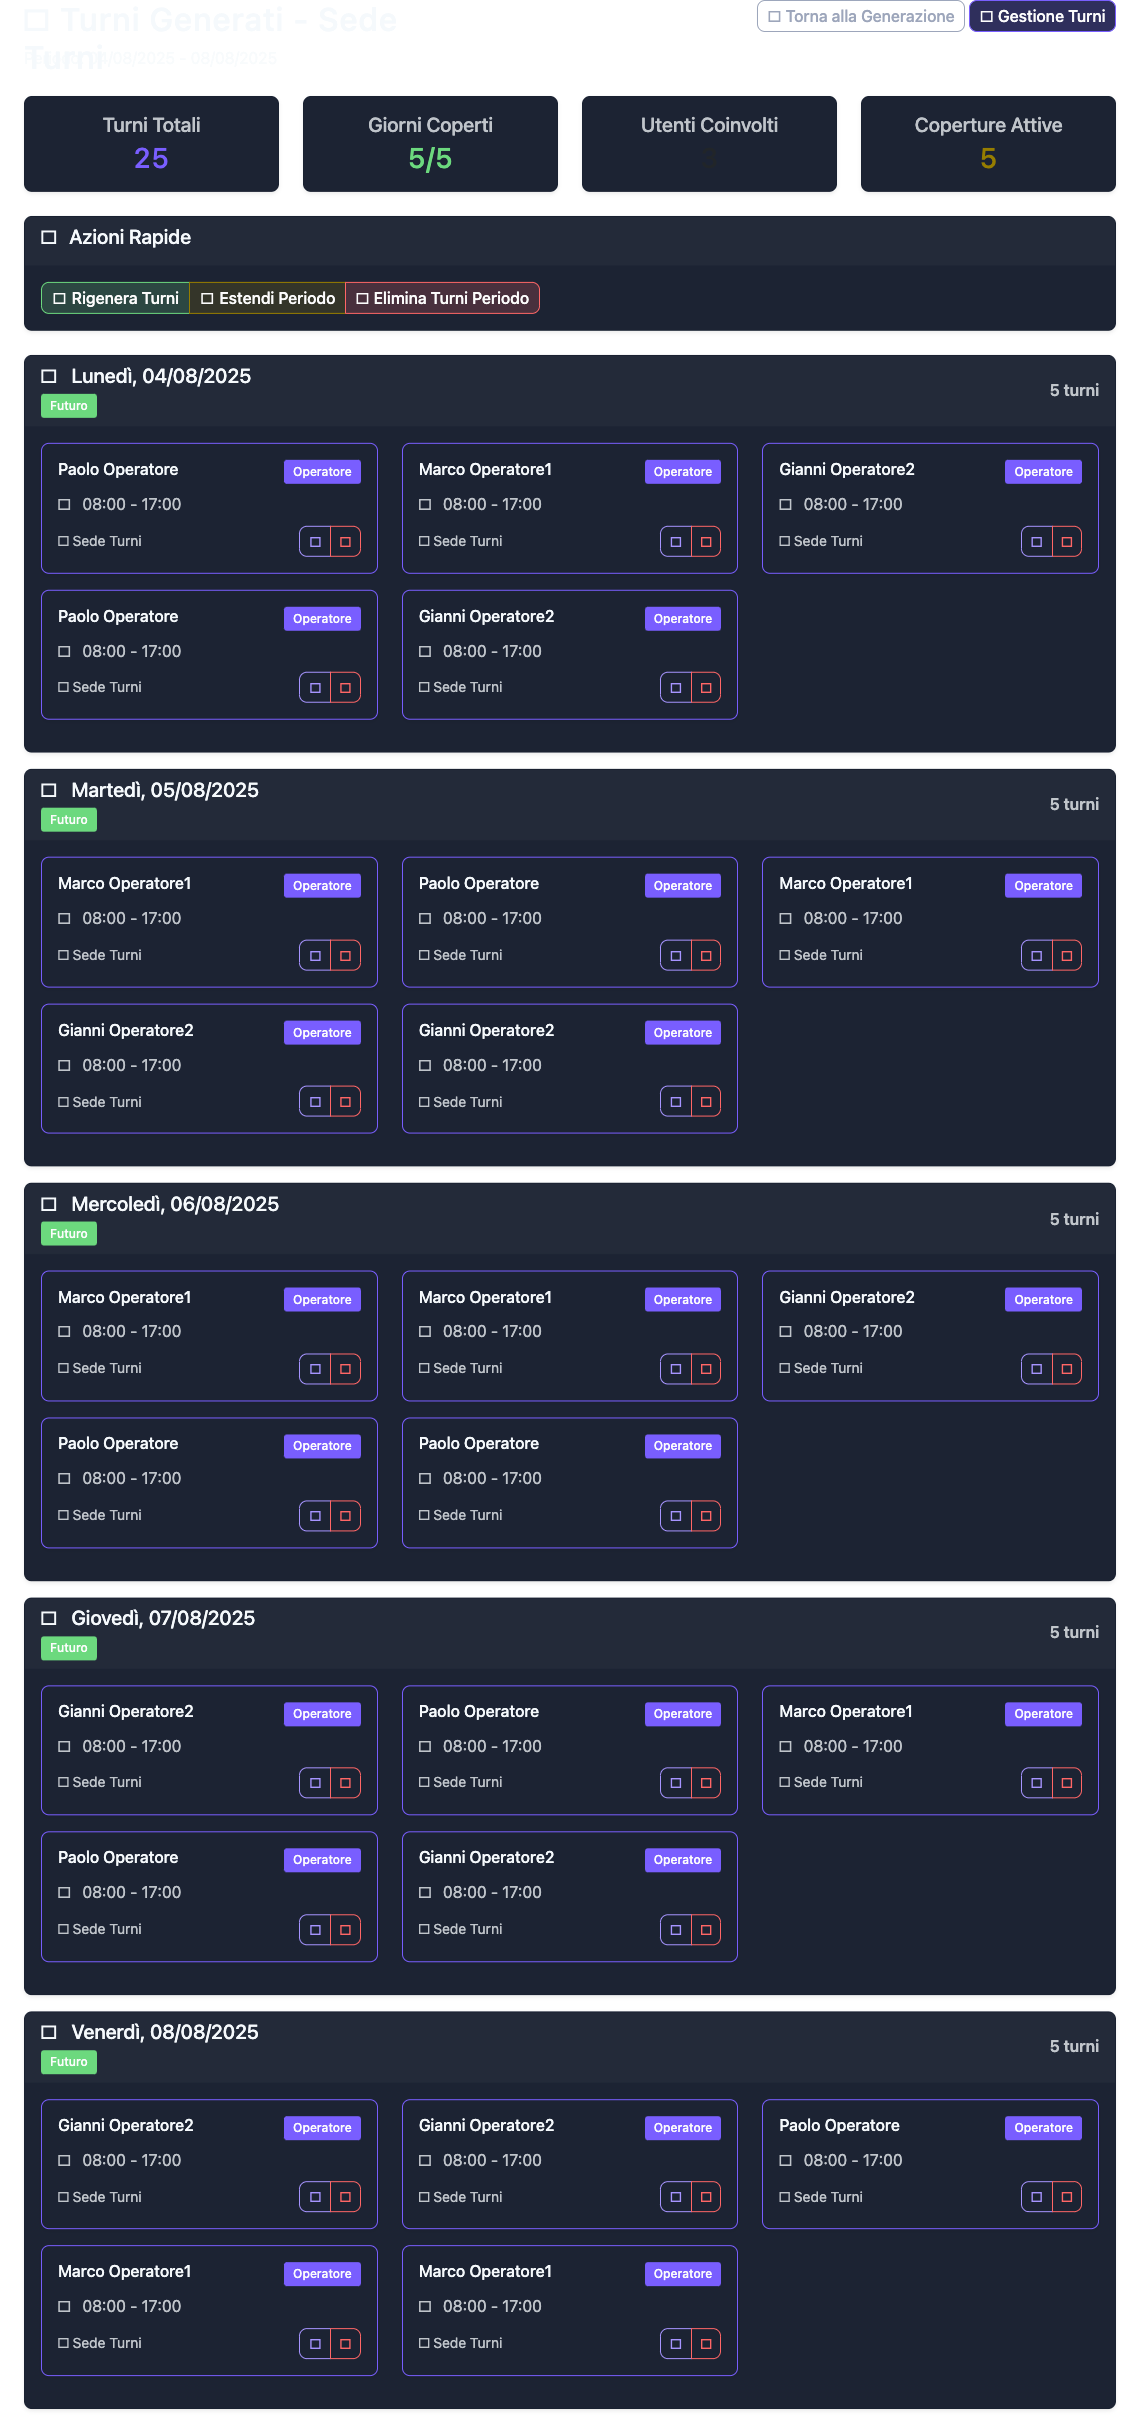 Turni Generati - Sede
Turni
08/2025 - 08/08/2025
Torna alla Generazione
Gestione Turni
Turni Totali
25
Giorni Coperti
5/5
Utenti Coinvolti
Coperture Attive
5
Azioni Rapide
Rigenera Turni
Estendi Periodo
Elimina Turni Periodo
Lunedì, 04/08/2025
Futuro
5 turni
Paolo Operatore
Operatore
08:00 - 17:00
Sede Turni
Marco Operatore1
Operatore
08:00 - 17:00
Sede Turni
Gianni Operatore2
Operatore
08:00 - 17:00
Sede Turni
Paolo Operatore
Operatore
08:00 - 17:00
Sede Turni
Gianni Operatore2
Operatore
08:00 - 17:00
Sede Turni
Martedì, 05/08/2025
Futuro
5 turni
Marco Operatore1
Operatore
08:00 - 17:00
Sede Turni
Paolo Operatore
Operatore
08:00 - 17:00
Sede Turni
Marco Operatore1
Operatore
08:00 - 17:00
Sede Turni
Gianni Operatore2
Operatore
08:00 - 17:00
Sede Turni
Gianni Operatore2
Operatore
08:00 - 17:00
Sede Turni
Mercoledì, 06/08/2025
Futuro
5 turni
Marco Operatore1
Operatore
08:00 - 17:00
Sede Turni
Marco Operatore1
Operatore
08:00 - 17:00
Sede Turni
Gianni Operatore2
Operatore
08:00 - 17:00
Sede Turni
Paolo Operatore
Operatore
08:00 - 17:00
Sede Turni
Paolo Operatore
Operatore
08:00 - 17:00
Sede Turni
Giovedì, 07/08/2025
Futuro
5 turni
Gianni Operatore2
Operatore
08:00 - 17:00
Sede Turni
Paolo Operatore
Operatore
08:00 - 17:00
Sede Turni
Marco Operatore1
Operatore
08:00 - 17:00
Sede Turni
Paolo Operatore
Operatore
08:00 - 17:00
Sede Turni
Gianni Operatore2
Operatore
08:00 - 17:00
Sede Turni
Venerdì, 08/08/2025
Futuro
5 turni
Gianni Operatore2
Operatore
08:00 - 17:00
Sede Turni
Gianni Operatore2
Operatore
08:00 - 17:00
Sede Turni
Paolo Operatore
Operatore
08:00 - 17:00
Sede Turni
Marco Operatore1
Operatore
08:00 - 17:00
Sede Turni
Marco Operatore1
Operatore
08:00 - 17:00
Sede Turni